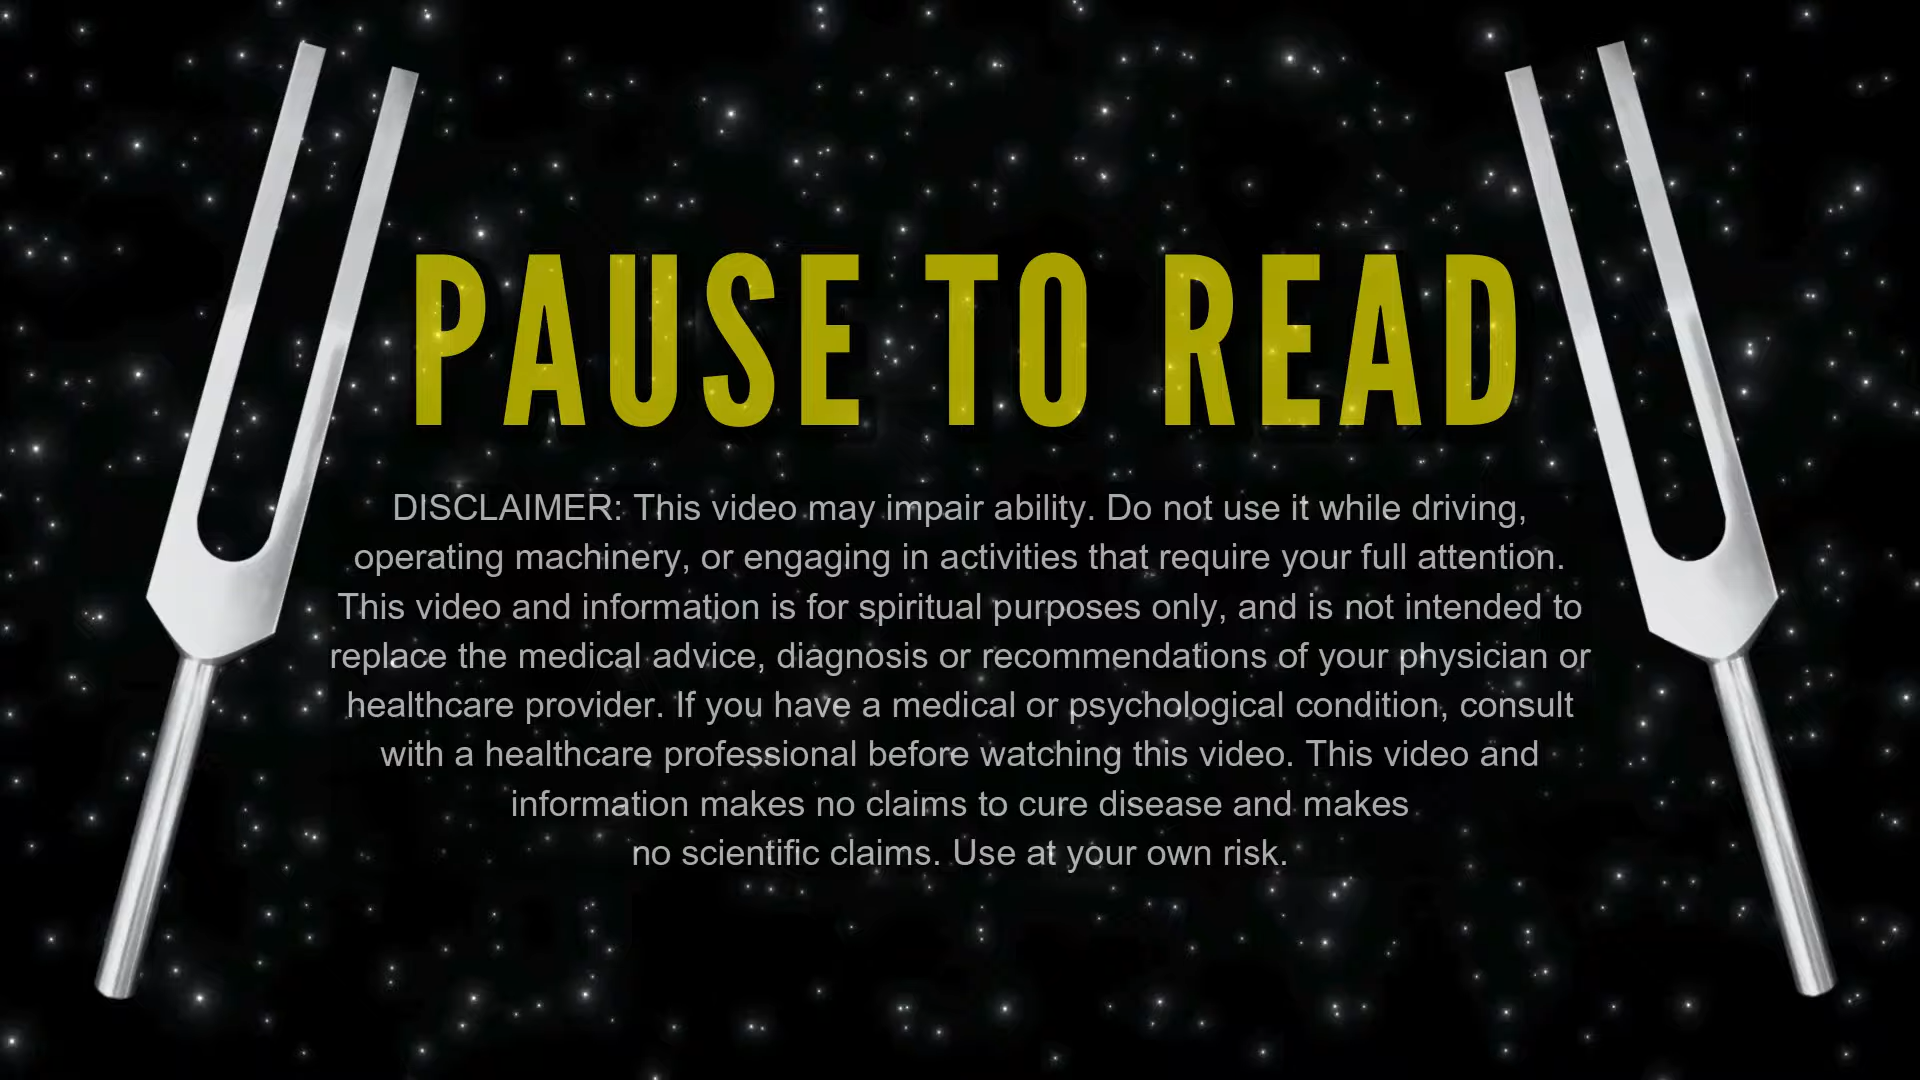 PAUSE TO READ
DISCLAIMER: This video may impair ability. Do not use it while driving,
operating machinery, or engaging in activities that require your full attention.
This video and information is for spiritual purposes only, and is not intended to
replace the medical advice, diagnosis or recommendations of your physician or
healthcare provider. If you have a medical or psychological condition, consult
with a healthcare professional before watching this video. This video and
information makes no claims to cure disease and makes
no scientific claims. Use at your own risk.